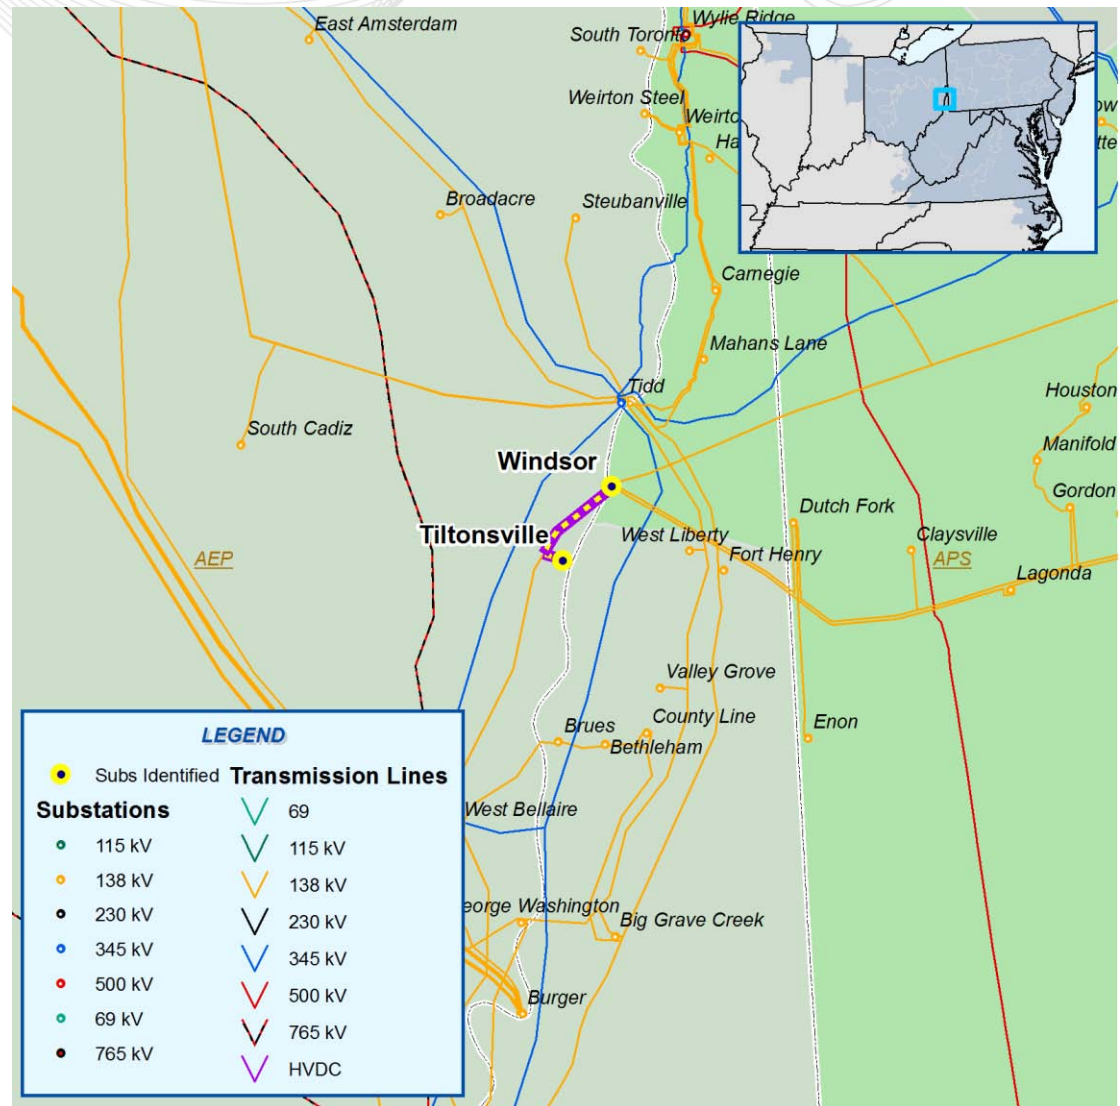 East Amsterdam
South Toronto
Wylie Ridge
Weirton Steel
Broadacre
Steubanville
Carnegie
Mahans Lane
Tidd
Houston
South Cadiz
Manifold
Windsor
Gordon
Dutch Fork
Tiltonsville
West Liberty
Claysville
AEP
Fort Henry
APS
Lagonda
Valley Grove
Brues
County Line
Enon
Bethleham
West Bellaire
Big Grave Creek
Burger
LEGEND
Subs Identified
Substations
115 kV
138 kV
230 kV
345 kV
500 kV
69 kV
765 kV
Transmission Lines
69
115 kV
138 kV
230 kV
345 kV
500 kV
765 kV
HVDC